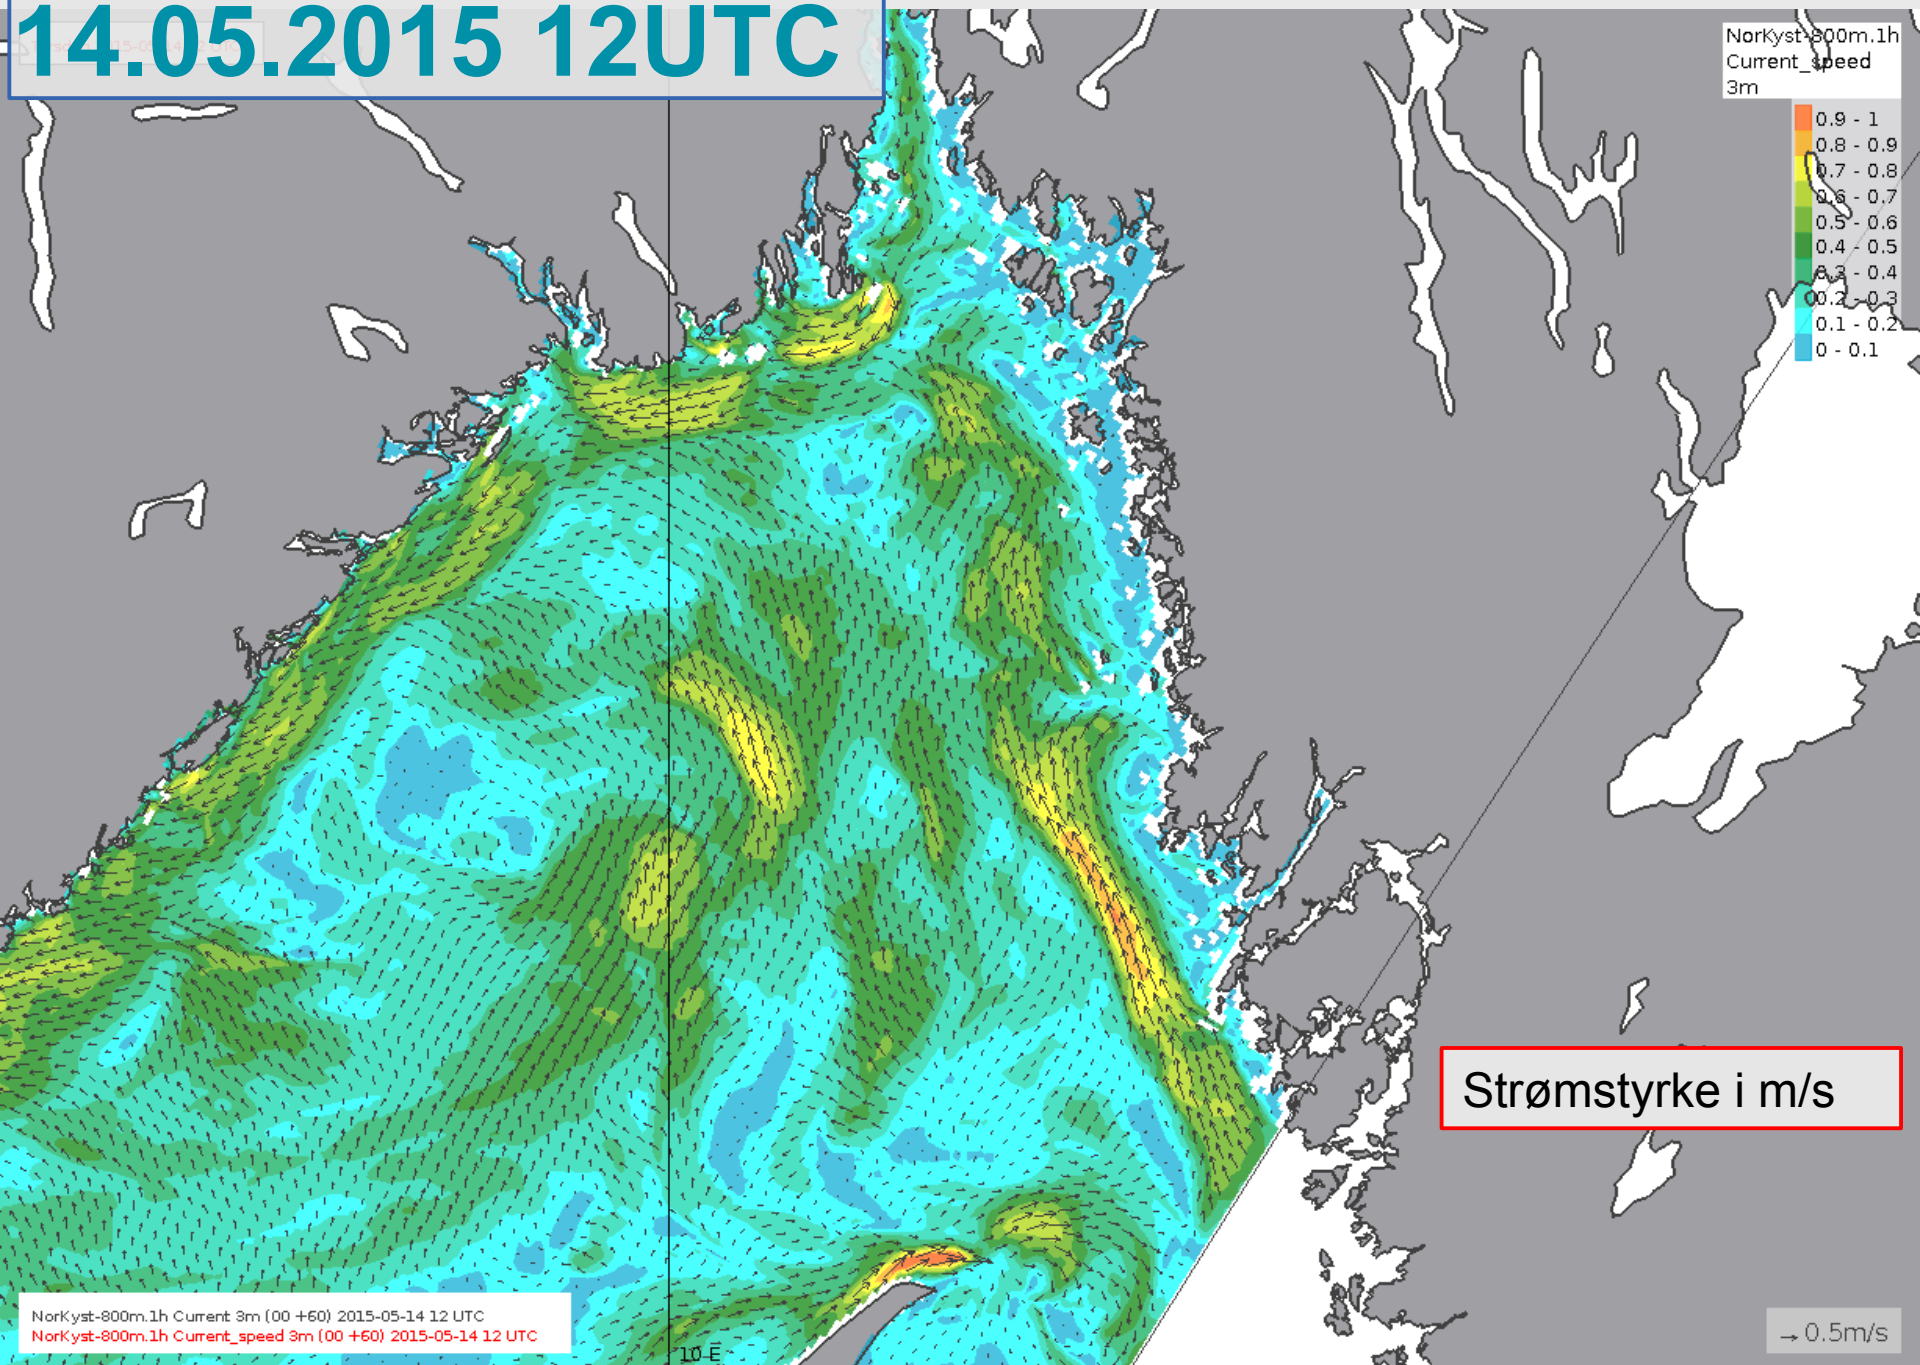 14.05.2015 12UTC
NorKyst-800m.1h
Current_speed
3m
0.9 - 1
0.8 - 0.9
0.7 - 0.8
0.6 - 0.7
0.5 - 0.6
0.4 - 0.5
0.3 - 0.4
0.2 - 0.3
0.1 - 0.2
0 - 0.1
Strømstyrke i m/s
NorKyst-800m.1h Current 3m (00 +60) 2015-05-14 12 UTC
NorKyst-800m.1h Current_speed 3m (00 +60) 2015-05-14 12 UTC
10 E
→ 0.5m/s